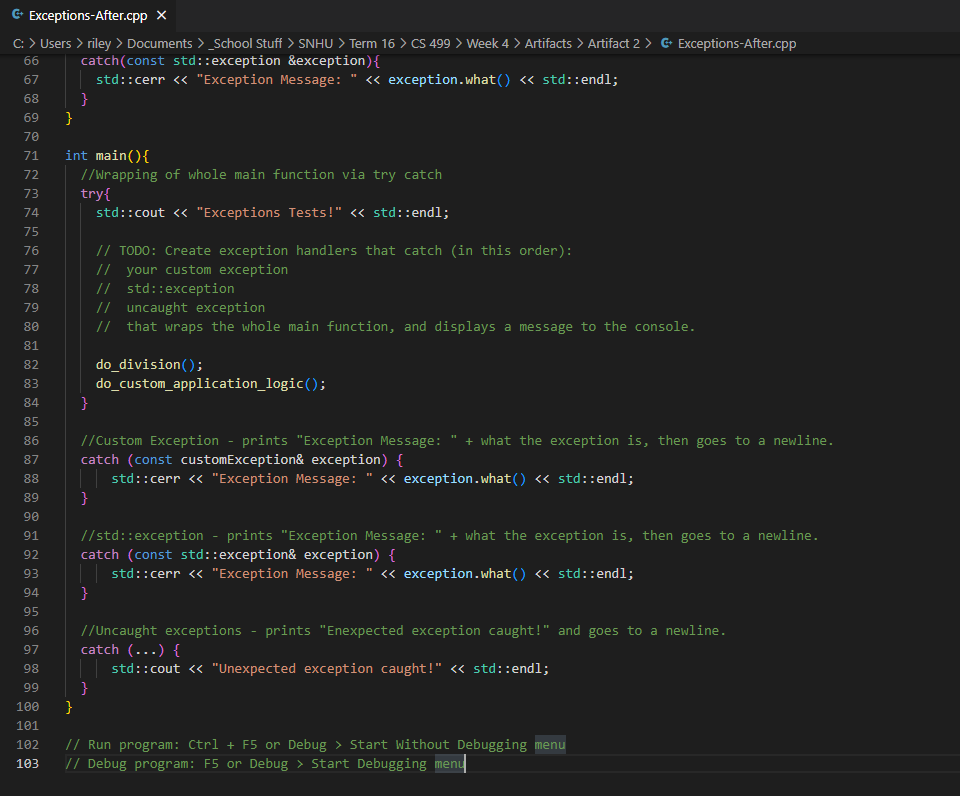 Exceptions-After.cpp
C: > Users > riley > Documents > _School Stuff > SNHU > Term 16 > CS 499 > Week 4 > Artifacts > Artifact 2 > Exceptions-After.cpp
66 catch(const std::exception &exception){
67 std::cerr << "Exception Message: " << exception.what() << std::endl;
68 }
69 }
70
71 int main(){
72 //Wrapping of whole main function via try catch
73 try{
74 std::cout << "Exceptions Tests!" << std::endl;
75
76 // TODO: Create exception handlers that catch (in this order):
77 //  your custom exception
78 //  std::exception
79 //  uncaught exception
80 //  that wraps the whole main function, and displays a message to the console.
81
82 do_division();
83 do_custom_application_logic();
84 }
85
86 //Custom Exception - prints "Exception Message: " + what the exception is, then goes to a newline.
87 catch (const customException& exception) {
88 std::cerr << "Exception Message: " << exception.what() << std::endl;
89 }
90
91 //std::exception - prints "Exception Message: " + what the exception is, then goes to a newline.
92 catch (const std::exception& exception) {
93 std::cerr << "Exception Message: " << exception.what() << std::endl;
94 }
95
96 //Uncaught exceptions - prints "Enexpected exception caught!" and goes to a newline.
97 catch (...) {
98 std::cout << "Unexpected exception caught!" << std::endl;
99 }
100 }
101
102 // Run program: Ctrl + F5 or Debug > Start Without Debugging menu
103 // Debug program: F5 or Debug > Start Debugging menu